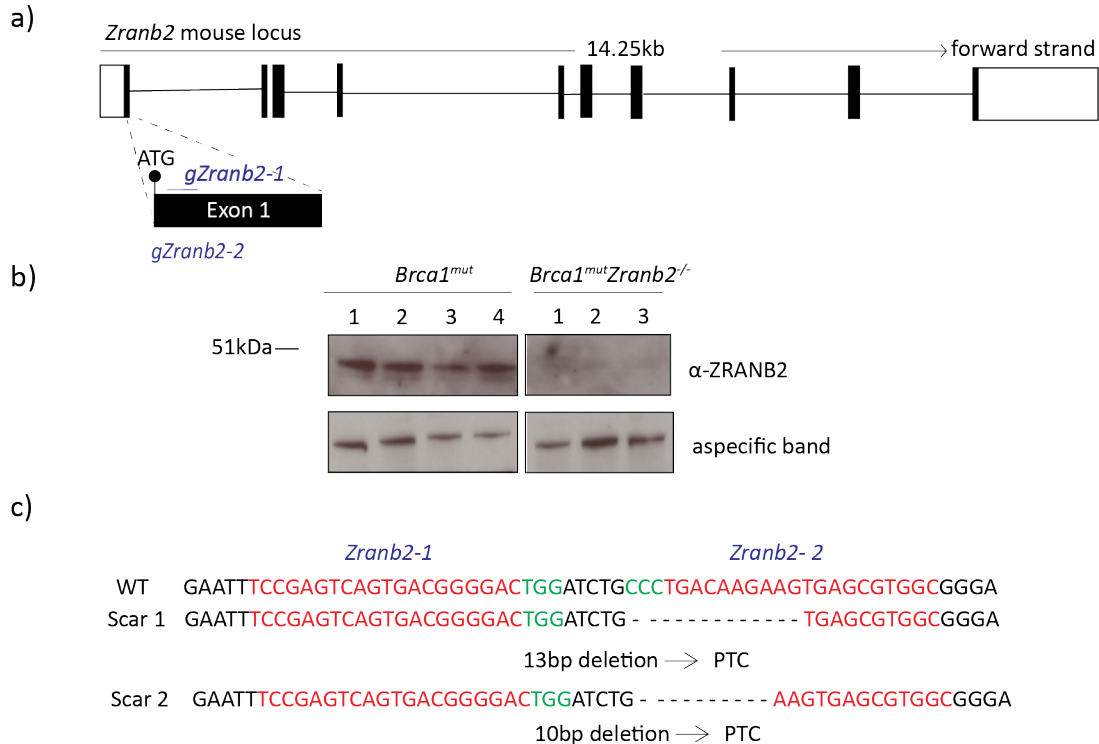 a)
Zranb2 mouse locus
14.25kb
forward strand
ATG
gZranb2-1
Exon 1
gZranb2-2
b)
Brca1mut
Brca1mutZranb2-/-
1 2 3 4
1 2 3
51kDa
α-ZRANB2
aspecific band
c)
Zranb2-1
Zranb2- 2
WT GAATTTCCGAGTCAGTGACGGGGACTGGATCTGCCCTGACAAGAAGTGAGCGTGGCGGGA
Scar 1 GAATTTCCGAGTCAGTGACGGGGACTGGATCTG- - - - - - - - - - - - -TGAGCGTGGCGGGA
13bp deletion → PTC
Scar 2 GAATTTCCGAGTCAGTGACGGGGACTGGATCTG- - - - - - - - - -AAGTGAGCGTGGCGGGA
10bp deletion → PTC